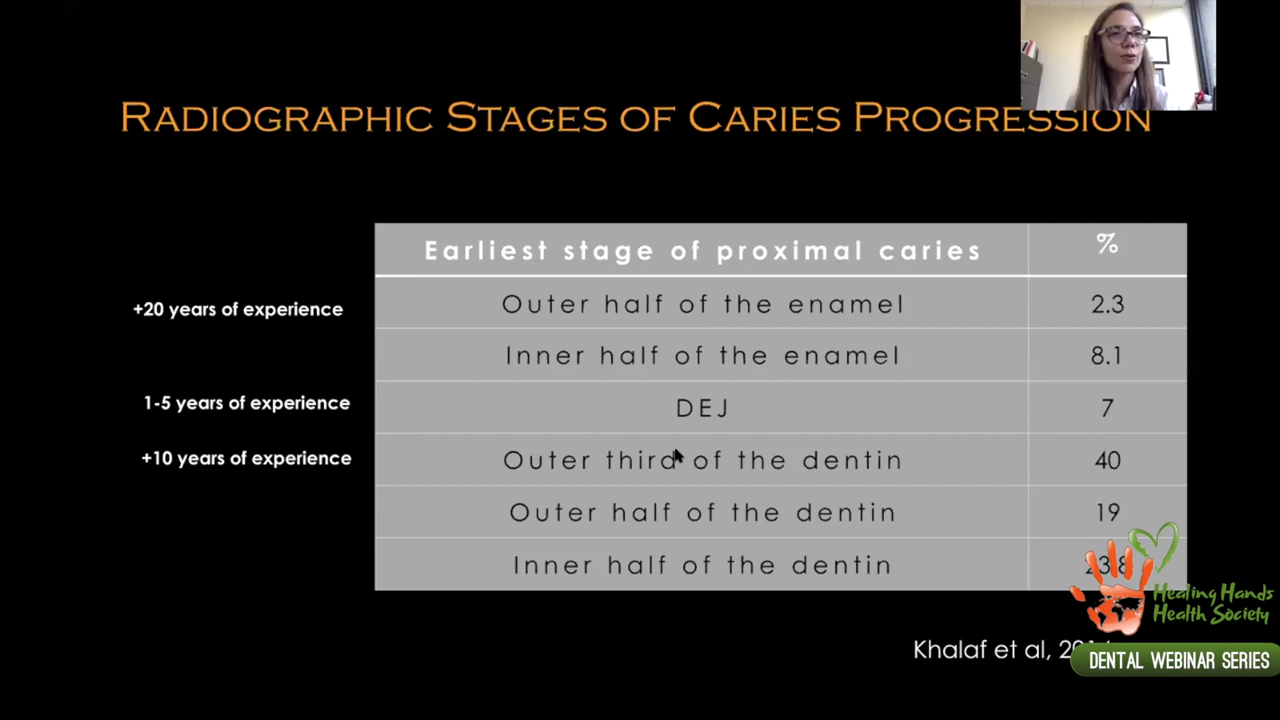 RADIOGRAPHIC STAGES OF CARIES PROGRESSION
Earliest stage of proximal caries %
+20 years of experience Outer half of the enamel 2.3
Inner half of the enamel 8.1
1-5 years of experience DEJ 7
+10 years of experience Outer third of the dentin 40
Outer half of the dentin 19
Inner half of the dentin 23.8
Khalaf et al,
Healing Hands
Health Society
DENTAL WEBINAR SERIES